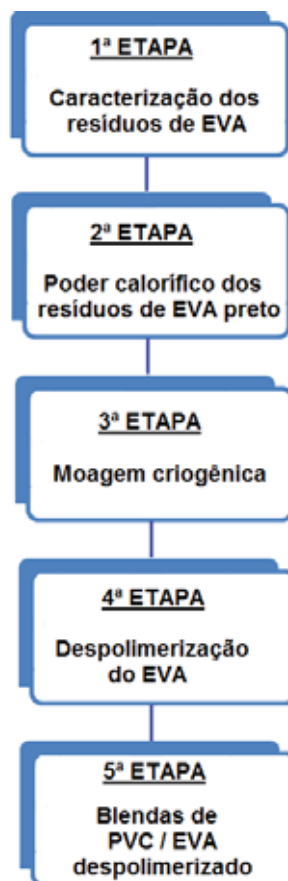 1ª ETAPA
Caracterização dos
resíduos de EVA
2ª ETAPA
Poder calorífico dos
resíduos de EVA preto
3ª ETAPA
Moagem criogênica
4ª ETAPA
Despolimerização
do EVA
5ª ETAPA
Blendas de
PVC / EVA
despolimerizado